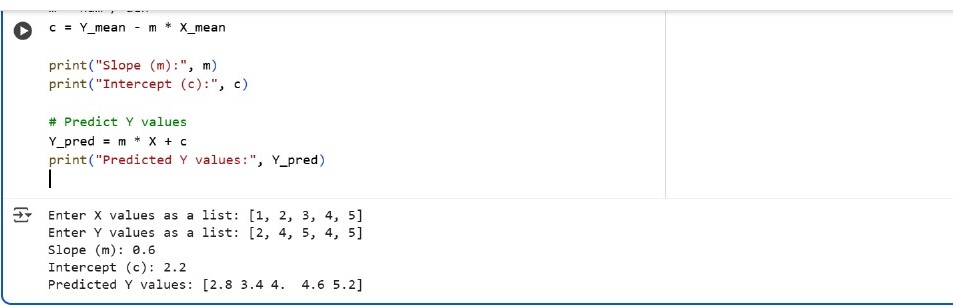 c = Y_mean - m * X_mean
print("Slope (m):", m)
print("Intercept (c):", c)
# Predict Y values
Y_pred = m * X + c
print("Predicted Y values:", Y_pred)
Enter X values as a list: [1, 2, 3, 4, 5]
Enter Y values as a list: [2, 4, 5, 4, 5]
Slope (m): 0.6
Intercept (c): 2.2
Predicted Y values: [2.8 3.4 4.  4.6 5.2]